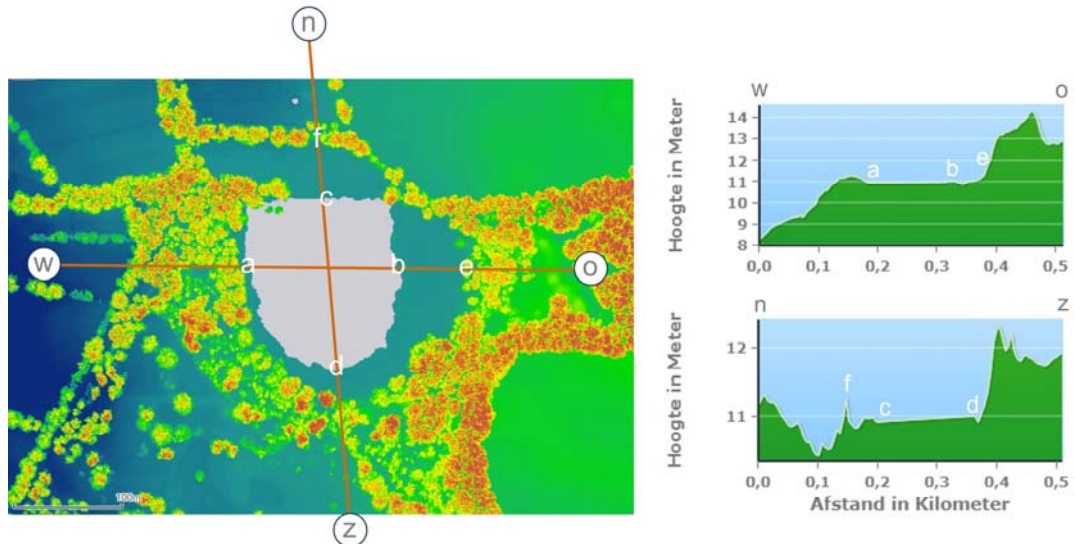 n
f
c
w
a
b
e
o
d
z
100m
w
o
Hoogte in Meter
14
13
12
11
10
9
8
a
b
e
0,0
0,1
0,2
0,3
0,4
0,5
n
z
Hoogte in Meter
12
11
f
c
d
0,0
0,1
0,2
0,3
0,4
0,5
Afstand in Kilometer